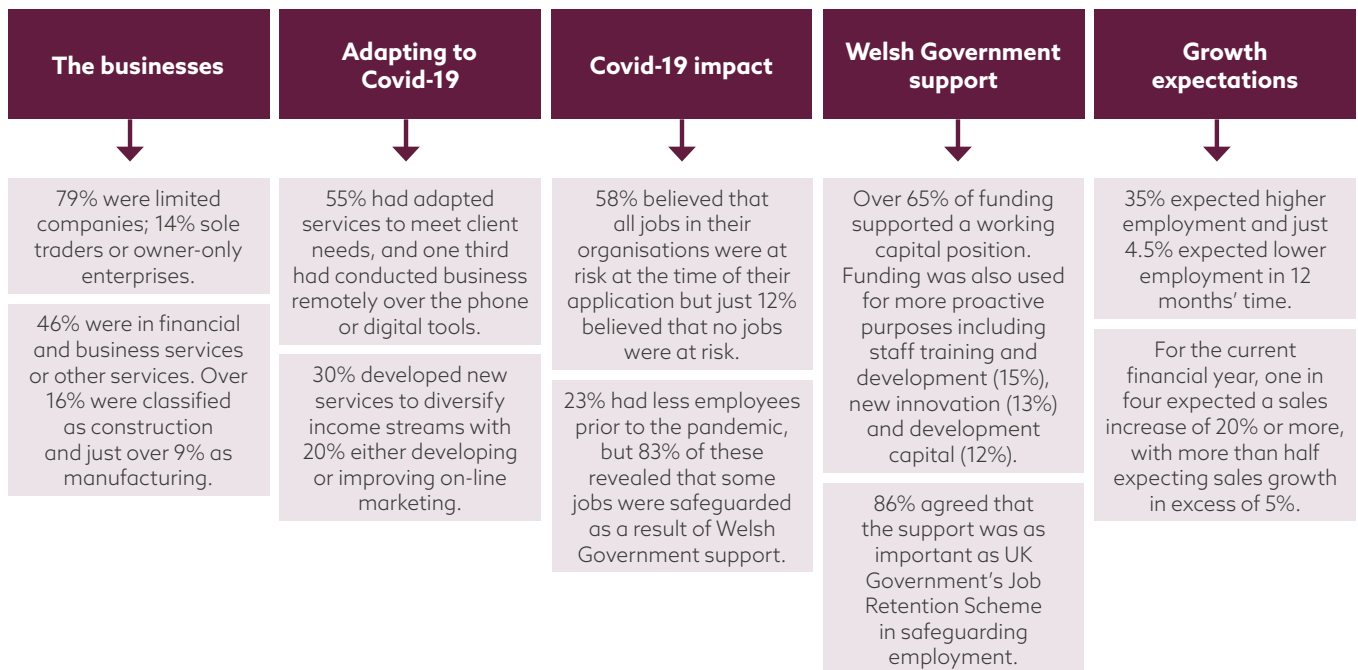 The businesses
79% were limited
companies; 14% sole
traders or owner-only
enterprises.
46% were in financial
and business services
or other services. Over
16% were classified
as construction
and just over 9% as
manufacturing.
Adapting to
Covid-19
55% had adapted
services to meet client
needs, and one third
had conducted business
remotely over the phone
or digital tools.
30% developed new
services to diversify
income streams with
20% either developing
or improving on-line
marketing.
Covid-19 impact
58% believed that
all jobs in their
organisations were at
risk at the time of their
application but just 12%
believed that no jobs
were at risk.
23% had less employees
prior to the pandemic,
but 83% of these
revealed that some
jobs were safeguarded
as a result of Welsh
Government support.
Welsh Government
support
Over 65% of funding
supported a working
capital position.
Funding was also used
for more proactive
purposes including
staff training and
development (15%),
new innovation (13%)
and development
capital (12%).
86% agreed that
the support was as
important as UK
Government’s Job
Retention Scheme
in safeguarding
employment.
Growth
expectations
35% expected higher
employment and just
4.5% expected lower
employment in 12
months’ time.
For the current
financial year, one in
four expected a sales
increase of 20% or more,
with more than half
expecting sales growth
in excess of 5%.